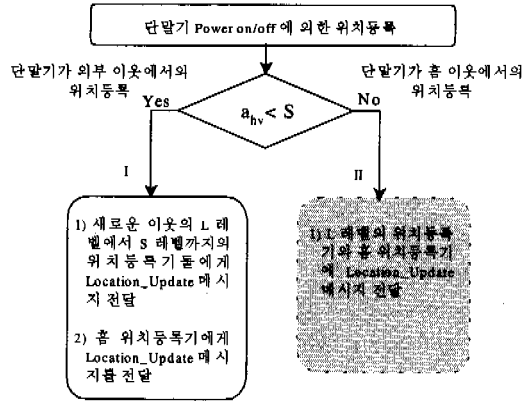 단말기 Power on/off 에 의한 위치등록
단말기가 외부 이웃에서의
위치등록
단말기가 홈 이웃에서의
위치등록
Yes
No
a_hv < S
I
II
1) 새로운 이웃의 L 레
벨에서 S 레벨까지의
위치등록기들에게
Location_Update 메시
지 전달
2) 홈 위치등록기에게
Location_Update 메시
지를 전달
1) L 레벨의 위치등록
기와 홈 위치등록기
에 Location_Update
메시지 전달